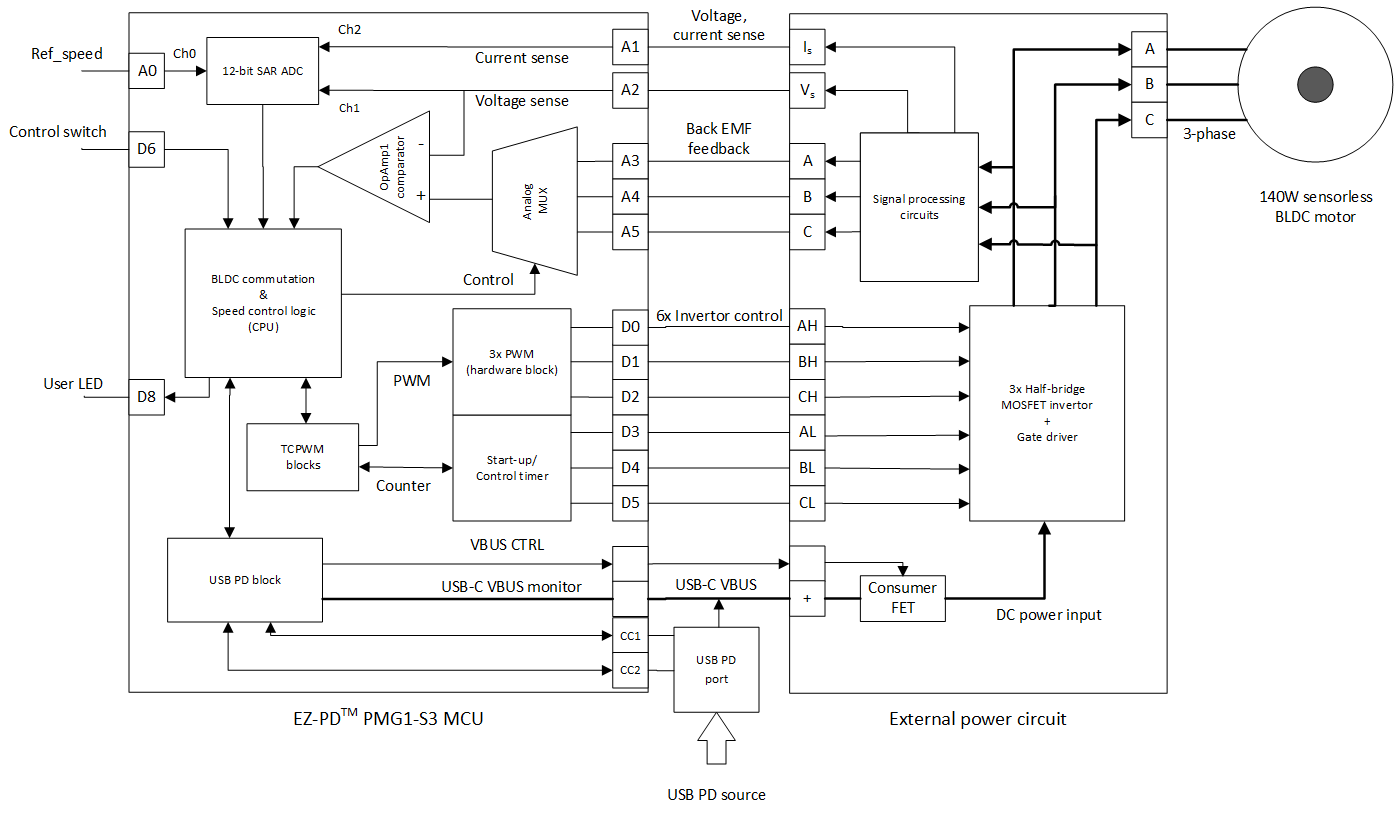 Ref_speed
A0
Ch0
12-bit SAR ADC
Ch2
Current sense
Ch1
Voltage sense
A1
A2
Voltage,
current sense
Is
Vs
A
B
C
3-phase
140W sensorless
BLDC motor
Control switch
D6
OpAmp1
comparator
-
+
Analog
MUX
A3
A4
A5
Back EMF
feedback
A
B
C
Signal processing
circuits
BLDC commutation
&
Speed control logic
(CPU)
Control
User LED
D8
PWM
TCPWM
blocks
Counter
3x PWM
(hardware block)
Start-up/
Control timer
D0
D1
D2
D3
D4
D5
6x Invertor control
AH
BH
CH
AL
BL
CL
3x Half-bridge
MOSFET invertor
+
Gate driver
USB PD block
VBUS CTRL
USB-C VBUS monitor
CC1
CC2
USB-C VBUS
+
Consumer
FET
DC power input
USB PD
port
EZ-PD™ PMG1-S3 MCU
External power circuit
USB PD source